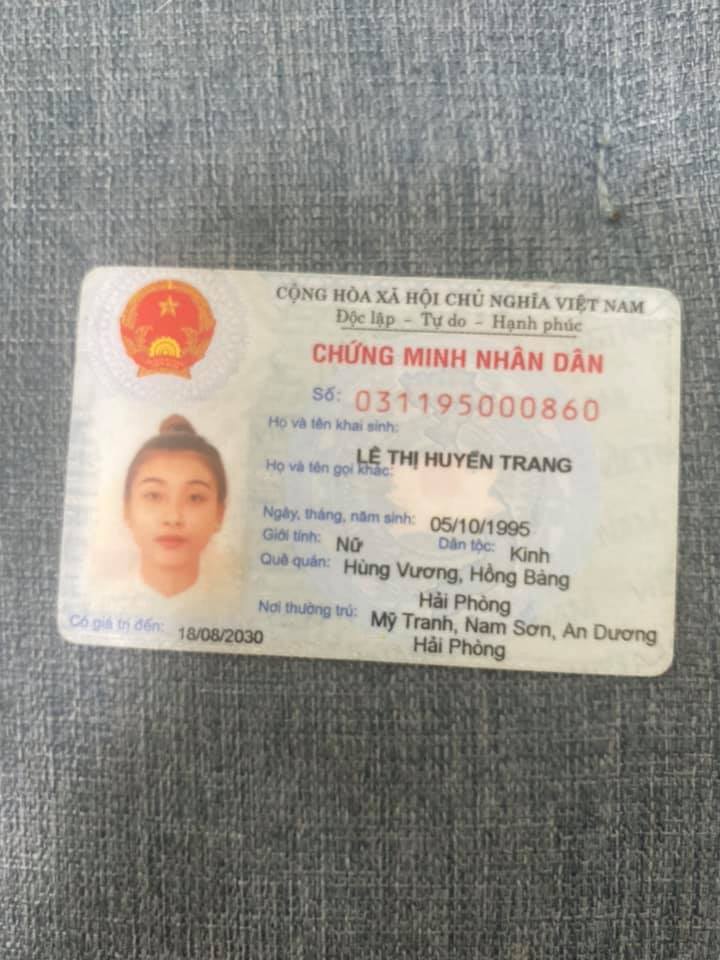 CỘNG HÒA XÃ HỘI CHỦ NGHĨA VIỆT NAM
Độc lập - Tự do - Hạnh phúc
CHỨNG MINH NHÂN DÂN
Số: 031195000860
Họ và tên khai sinh:
LÊ THỊ HUYỀN TRANG
Họ và tên gọi khác:
Ngày, tháng, năm sinh: 05/10/1995
Giới tính: Nữ Dân tộc: Kinh
Quê quán: Hùng Vương, Hồng Bàng
Hải Phòng
Nơi thường trú: Mỹ Tranh, Nam Sơn, An Dương
Hải Phòng
Có giá trị đến: 18/08/2030